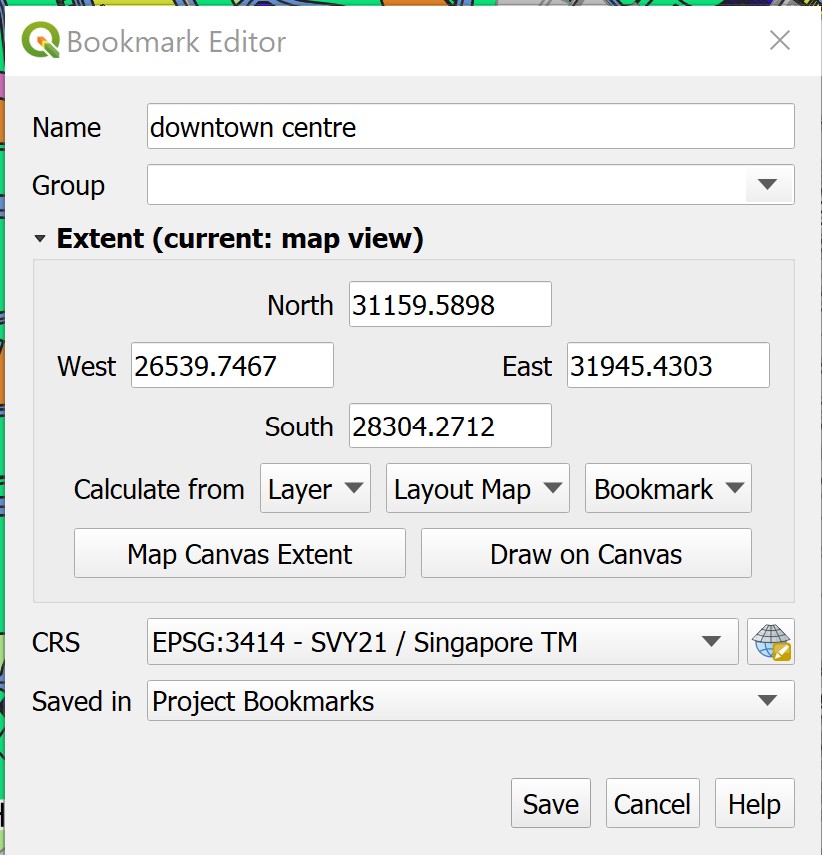 Bookmark Editor
Name downtown centre
Group
Extent (current: map view)
North 31159.5898
West 26539.7467 East 31945.4303
South 28304.2712
Calculate from Layer Layout Map Bookmark
Map Canvas Extent Draw on Canvas
CRS EPSG:3414 - SVY21 / Singapore TM
Saved in Project Bookmarks
Save Cancel Help